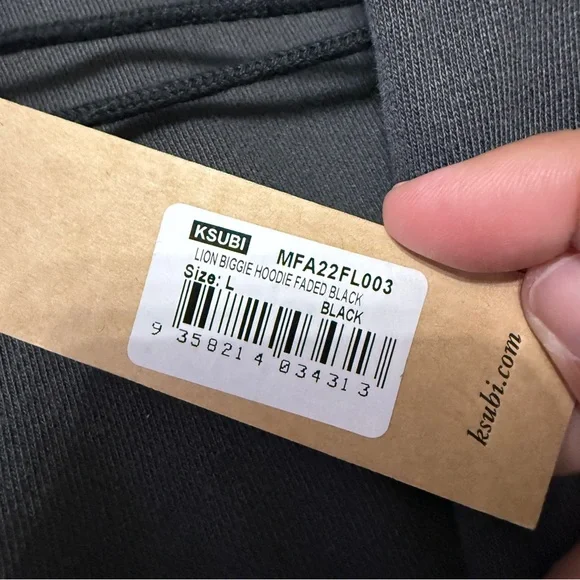 KSUBI MFA22FL003
LION BIGGIE HOODIE FADED BLACK
Size: L BLACK
9 358214 034313
ksubi.com